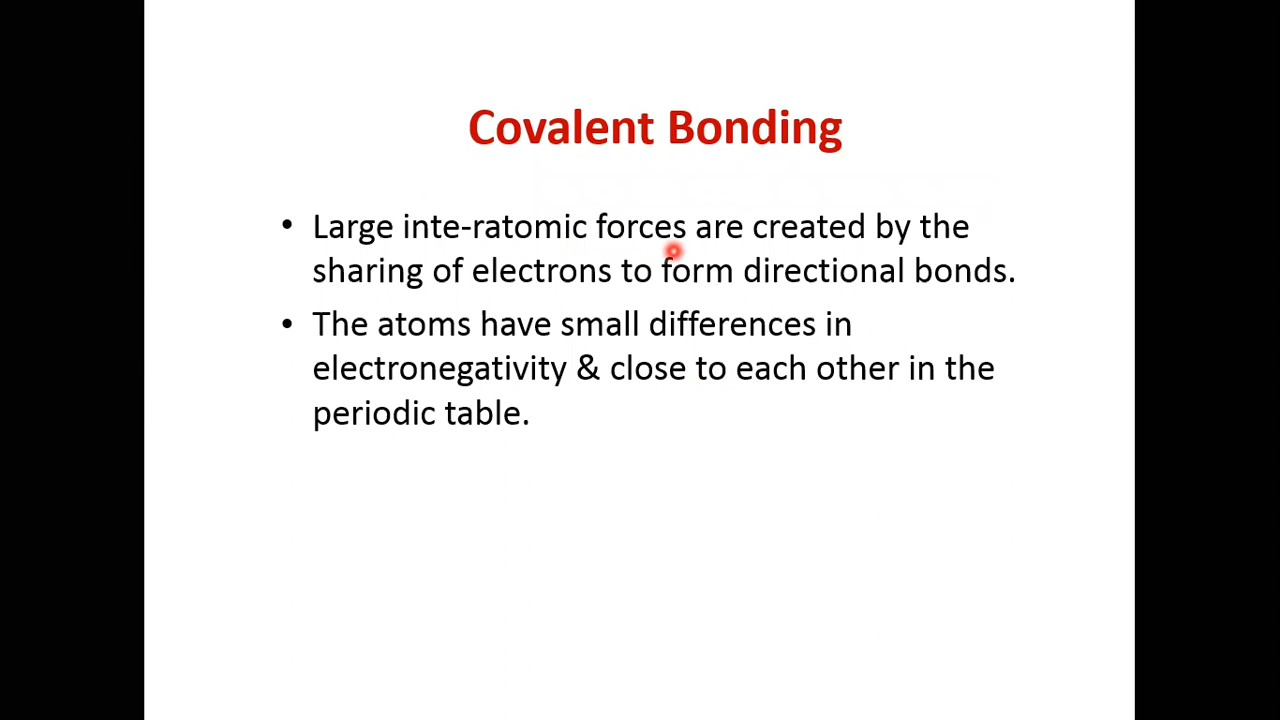 Covalent Bonding
• Large inte-ratomic forces are created by the
sharing of electrons to form directional bonds.
• The atoms have small differences in
electronegativity & close to each other in the
periodic table.